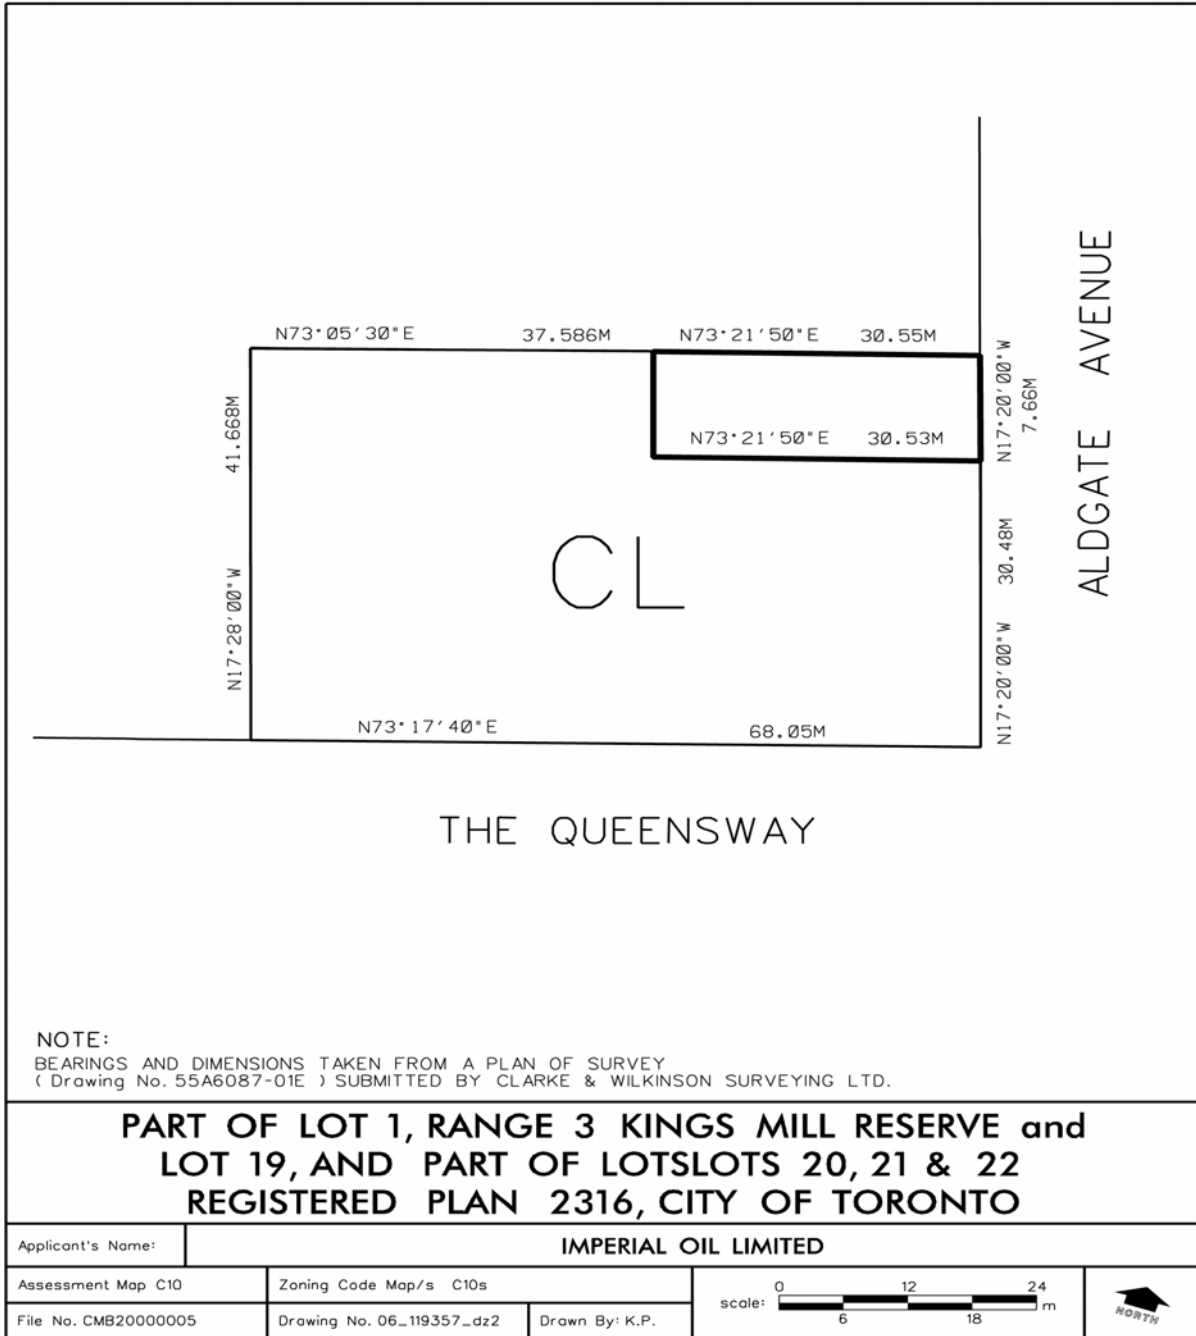 N73°05'30"E 37.586M N73°21'50"E 30.55M
N17°20'00"W
7.66M
ALDGATE AVENUE
41.668M
N73°21'50"E 30.53M
CL
30.48M
N17°28'00"W
N17°20'00"W
N73°17'40"E 68.05M
THE QUEENSWAY
NOTE:
BEARINGS AND DIMENSIONS TAKEN FROM A PLAN OF SURVEY
( Drawing No. 55A6087-01E ) SUBMITTED BY CLARKE & WILKINSON SURVEYING LTD.
PART OF LOT 1, RANGE 3 KINGS MILL RESERVE and
LOT 19, AND PART OF LOTSLOTS 20, 21 & 22
REGISTERED PLAN 2316, CITY OF TORONTO
Applicant's Name: IMPERIAL OIL LIMITED
Assessment Map C10 Zoning Code Map/s C10s
File No. CMB20000005 Drawing No. 06_119357_dz2 Drawn By: K.P.
0 12 24
scale: m
6 18
NORTH